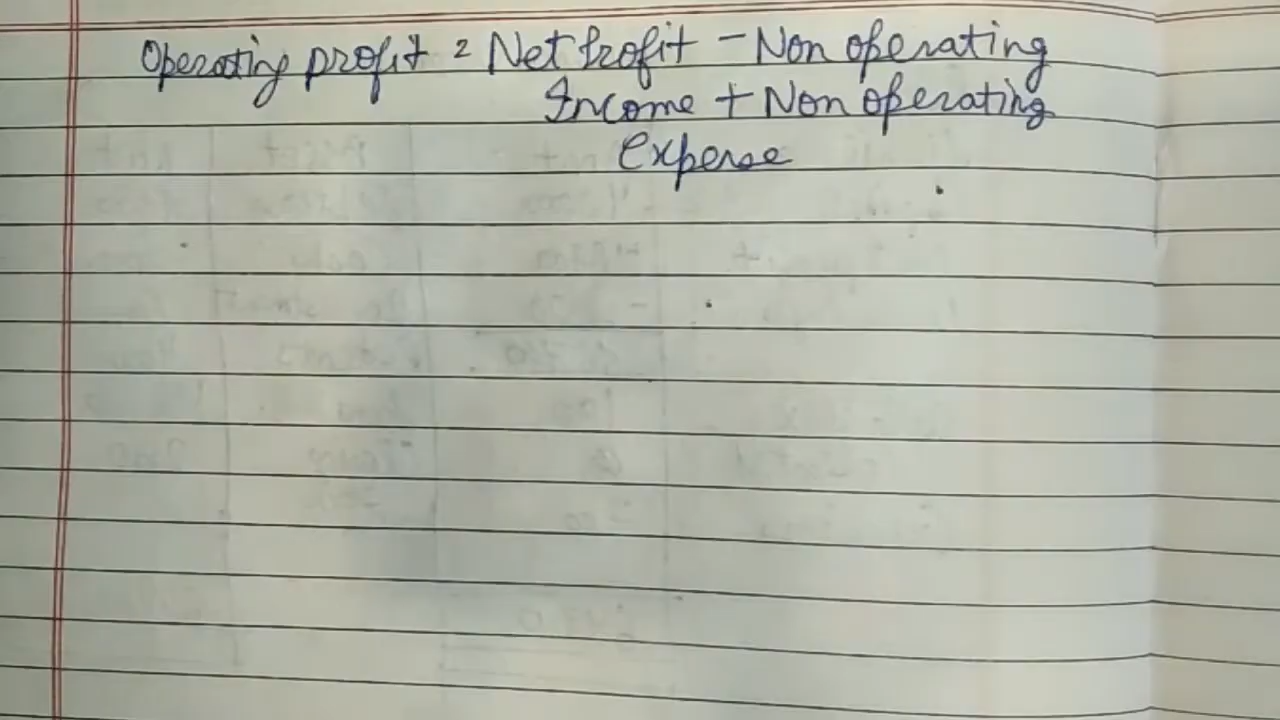 Operating profit = Net profit - Non operating
Income + Non operating
expense